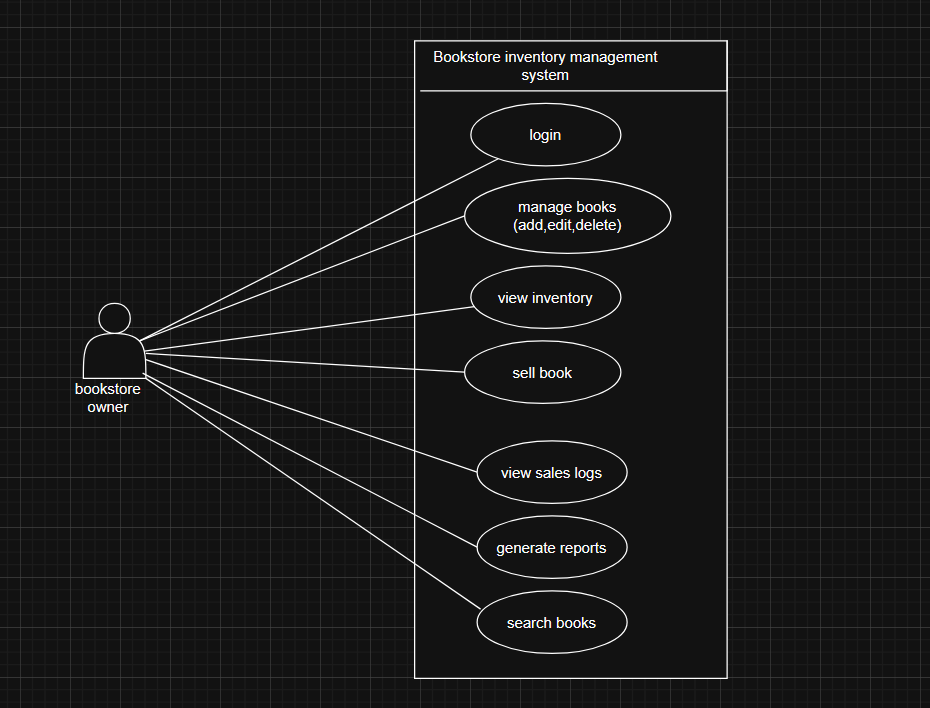 Bookstore inventory management
system
login
manage books
(add,edit,delete)
view inventory
sell book
bookstore
owner
view sales logs
generate reports
search books